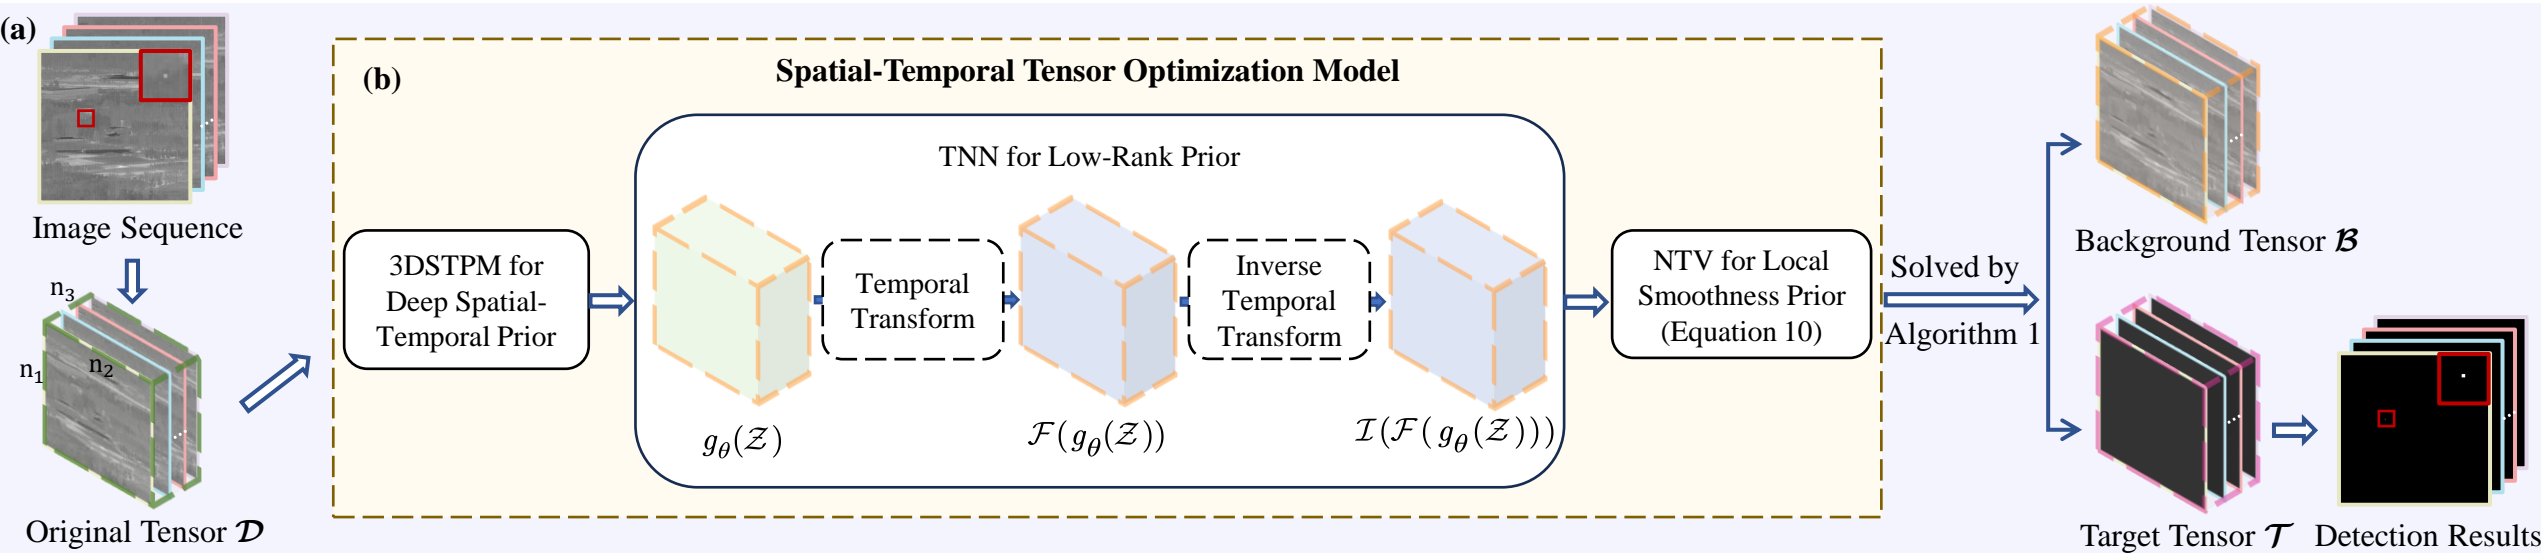 (a)
Image Sequence
n₃
n₁
n₂
Original Tensor 𝓓
(b)
Spatial-Temporal Tensor Optimization Model
3DSTPM for
Deep Spatial-
Temporal Prior
TNN for Low-Rank Prior
g_θ(𝒵)
Temporal
Transform
ℱ(g_θ(𝒵))
Inverse
Temporal
Transform
ℐ(ℱ(g_θ(𝒵)))
NTV for Local
Smoothness Prior
(Equation 10)
Solved by
Algorithm 1
Background Tensor 𝓑
Target Tensor 𝓣
Detection Results